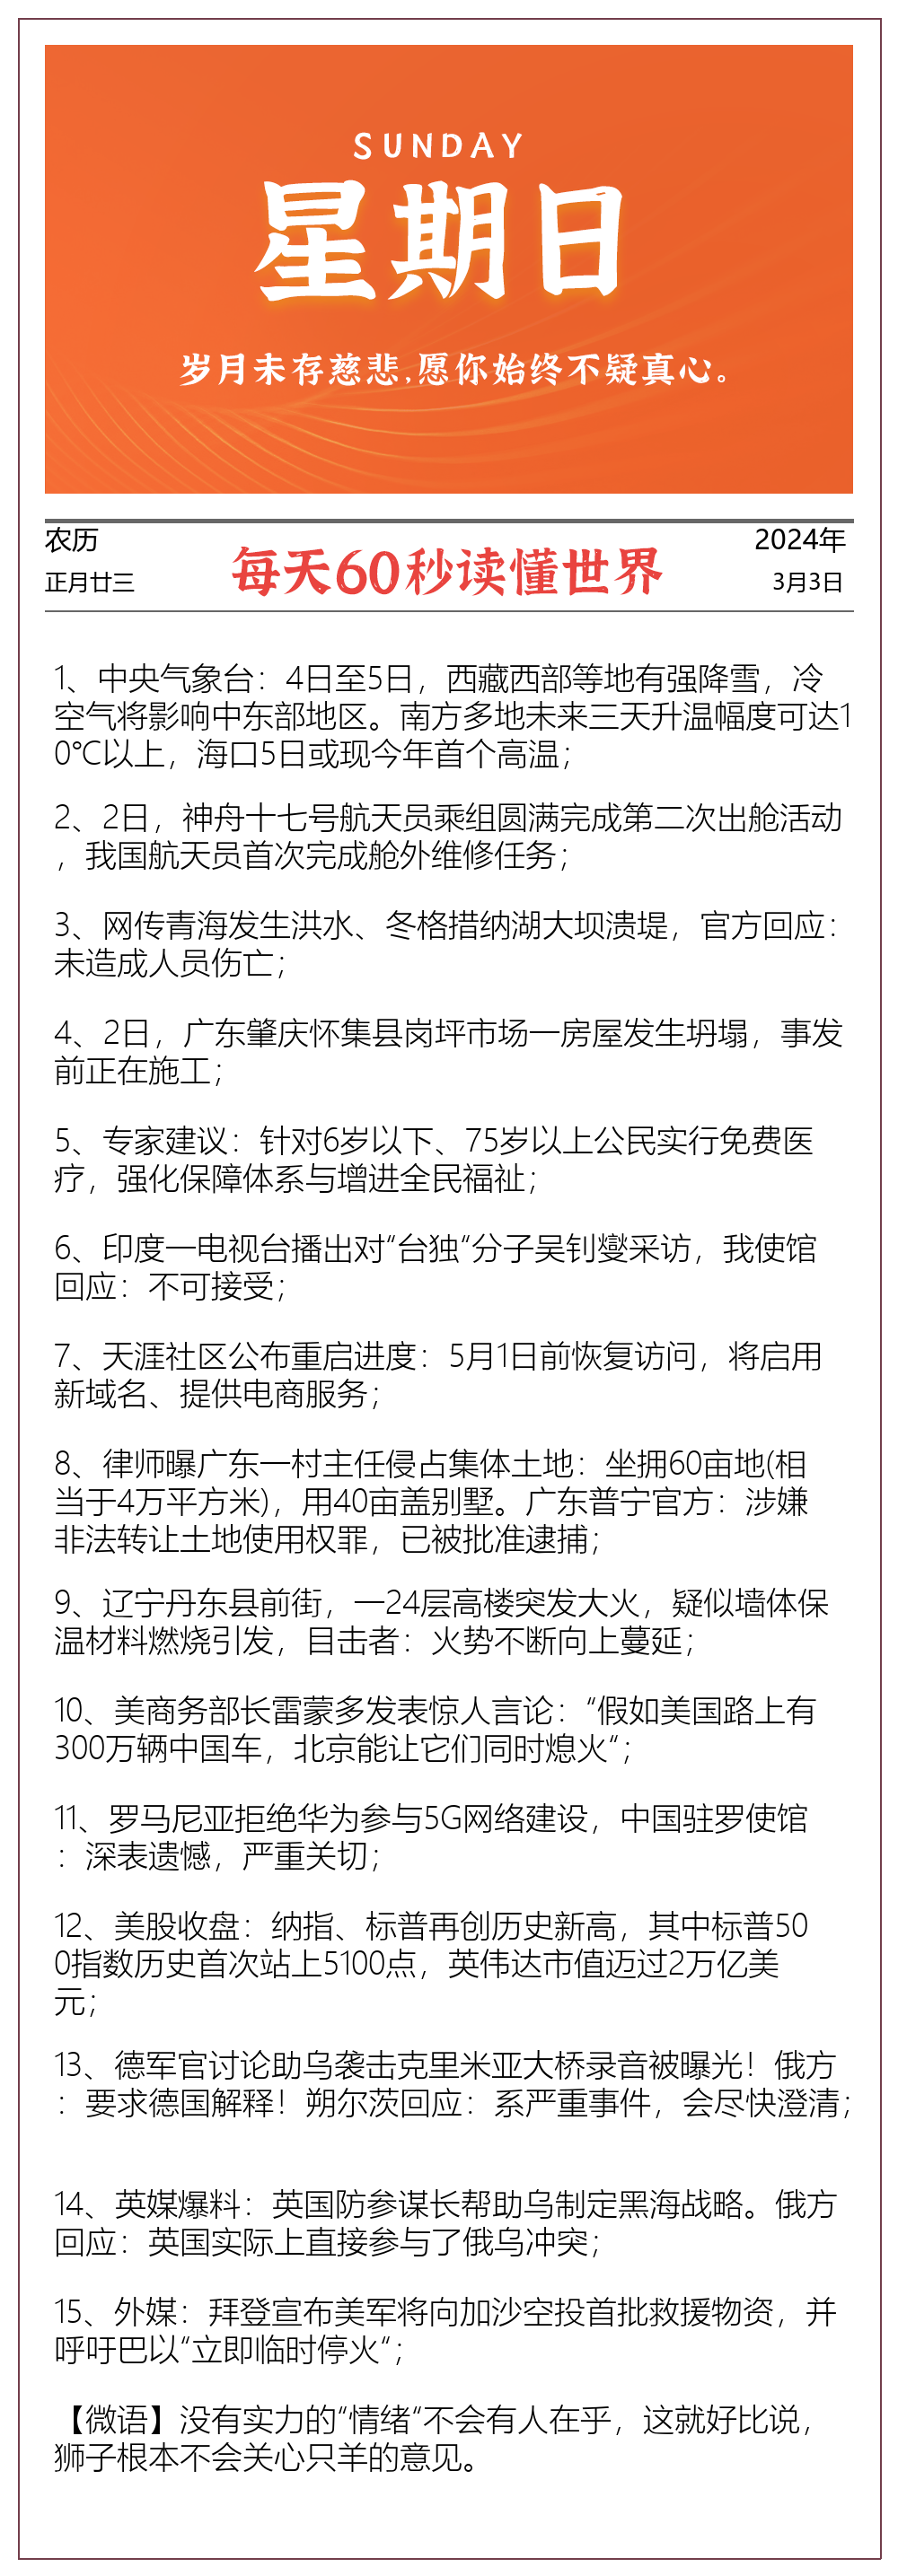 SUNDAY
星期日
岁月未存慈悲,愿你始终不疑真心。
农历
正月廿三
每天60秒读懂世界
2024年
3月3日
1、中央气象台：4日至5日，西藏西部等地有强降雪，冷
空气将影响中东部地区。南方多地未来三天升温幅度可达1
0℃以上，海口5日或现今年首个高温；
2、2日，神舟十七号航天员乘组圆满完成第二次出舱活动
，我国航天员首次完成舱外维修任务；
3、网传青海发生洪水、冬格措纳湖大坝溃堤，官方回应：
未造成人员伤亡；
4、2日，广东肇庆怀集县岗坪市场一房屋发生坍塌，事发
前正在施工；
5、专家建议：针对6岁以下、75岁以上公民实行免费医
疗，强化保障体系与增进全民福祉；
6、印度一电视台播出对“台独“分子吴钊燮采访，我使馆
回应：不可接受；
7、天涯社区公布重启进度：5月1日前恢复访问，将启用
新域名、提供电商服务；
8、律师曝广东一村主任侵占集体土地：坐拥60亩地(相
当于4万平方米)，用40亩盖别墅。广东普宁官方：涉嫌
非法转让土地使用权罪，已被批准逮捕；
9、辽宁丹东县前街，一24层高楼突发大火，疑似墙体保
温材料燃烧引发，目击者：火势不断向上蔓延；
10、美商务部长雷蒙多发表惊人言论：“假如美国路上有
300万辆中国车，北京能让它们同时熄火“；
11、罗马尼亚拒绝华为参与5G网络建设，中国驻罗使馆
：深表遗憾，严重关切；
12、美股收盘：纳指、标普再创历史新高，其中标普50
0指数历史首次站上5100点，英伟达市值迈过2万亿美
元；
13、德军官讨论助乌袭击克里米亚大桥录音被曝光！俄方
：要求德国解释！朔尔茨回应：系严重事件，会尽快澄清；
14、英媒爆料：英国防参谋长帮助乌制定黑海战略。俄方
回应：英国实际上直接参与了俄乌冲突；
15、外媒：拜登宣布美军将向加沙空投首批救援物资，并
呼吁巴以“立即临时停火“；
【微语】没有实力的“情绪“不会有人在乎，这就好比说，
狮子根本不会关心只羊的意见。